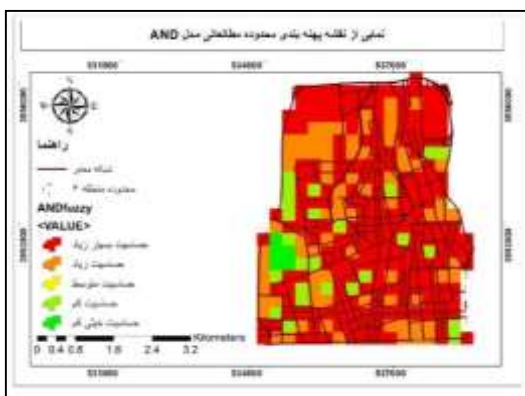 نمایی از نقشه پهنه بندی محدوده مطالعاتی مدل AND
531000 534000 537000
راهنما
شبکه معابر
محدوده منطقه ۲
ANDfuzzy
<VALUE>
حساسیت بسیار زیاد
حساسیت زیاد
حساسیت متوسط
حساسیت کم
حساسیت خیلی کم
Kilometers
0 0.4 0.8 1.6 2.4 3.2
531000 534000 537000